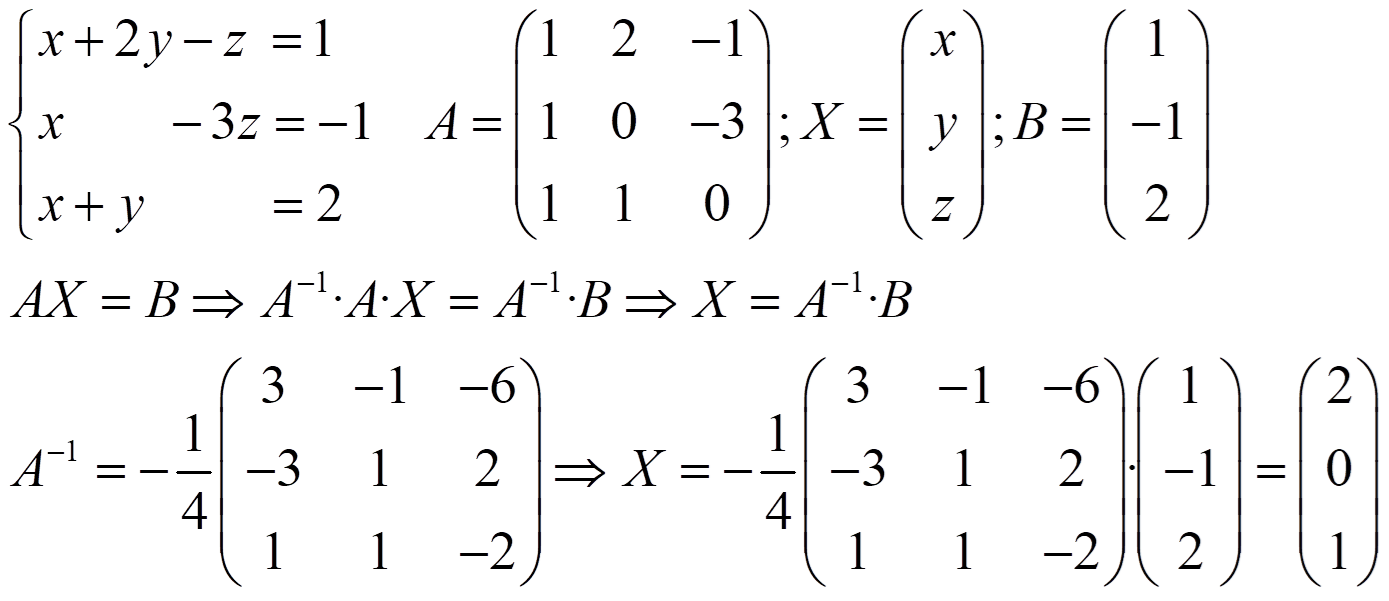 { x + 2y − z = 1
x − 3z = −1
x + y = 2
A = ( 1 2 −1 ; 1 0 −3 ; 1 1 0 ) ; X = ( x ; y ; z ) ; B = ( 1 ; −1 ; 2 )
AX = B ⇒ A⁻¹·A·X = A⁻¹·B ⇒ X = A⁻¹·B
A⁻¹ = −1/4 ( 3 −1 −6 ; −3 1 2 ; 1 1 −2 ) ⇒ X = −1/4 ( 3 −1 −6 ; −3 1 2 ; 1 1 −2 ) · ( 1 ; −1 ; 2 ) = ( 2 ; 0 ; 1 )